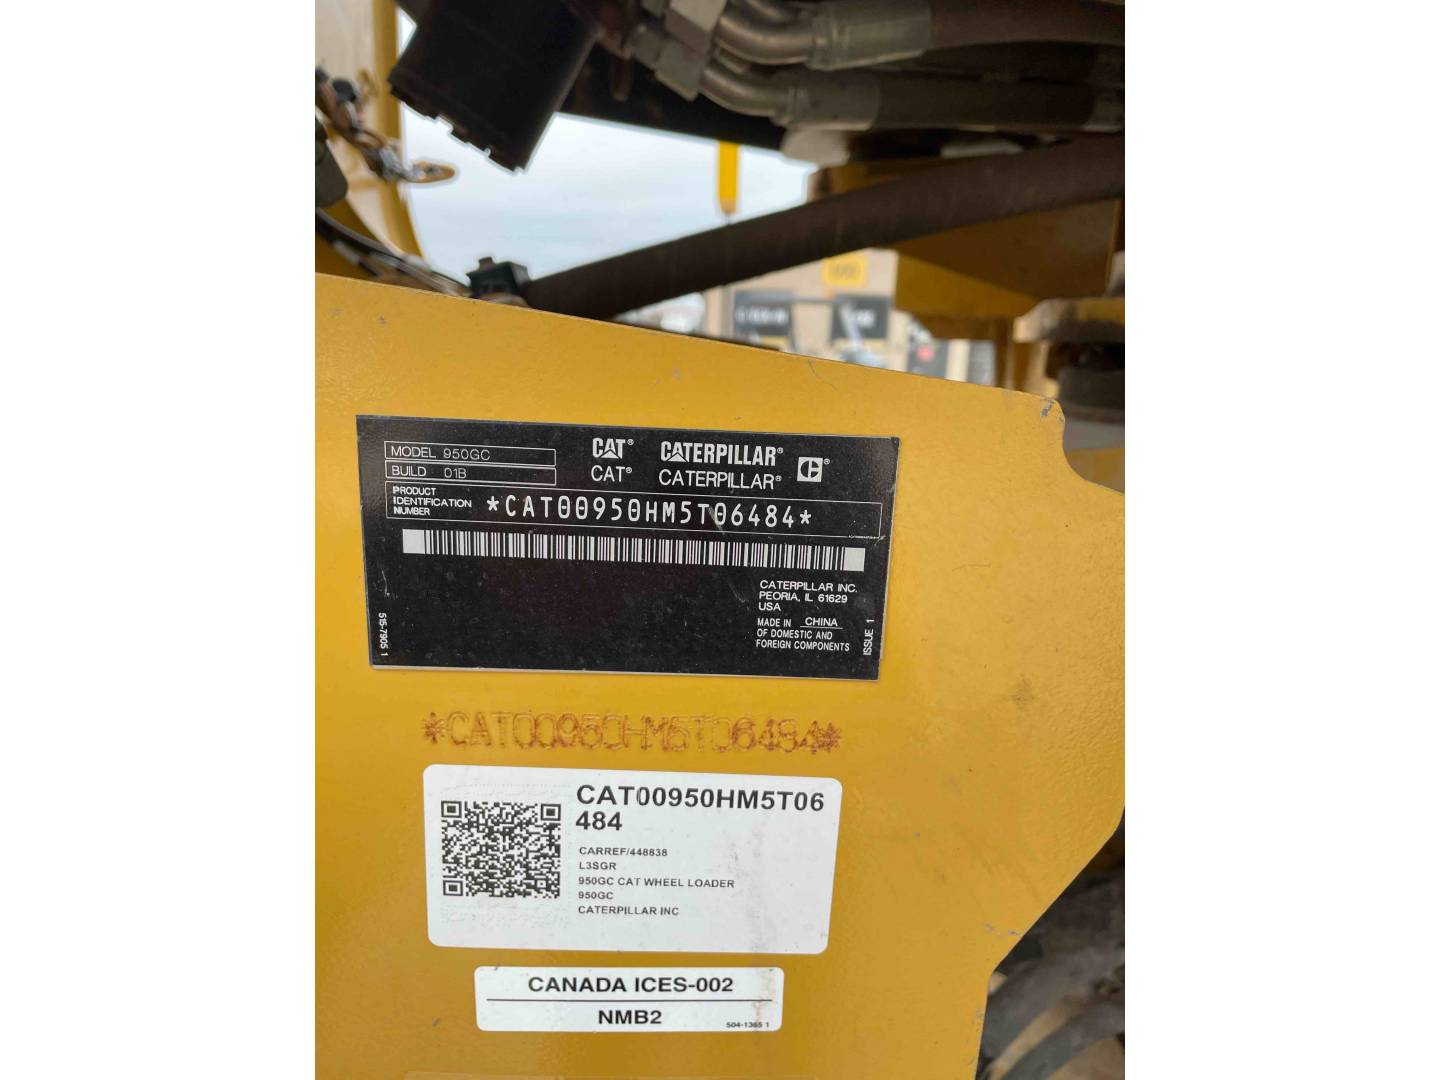 MODEL 950GC
BUILD 01B
CAT® CATERPILLAR®
CAT® CATERPILLAR® C®
PRODUCT
IDENTIFICATION
NUMBER
*CAT00950HM5T06484*
CATERPILLAR INC.
PEORIA, IL 61629
USA
MADE IN CHINA
OF DOMESTIC AND
FOREIGN COMPONENTS
515-7905 1
ISSUE 1
*CAT00950HM5T06484*
CAT00950HM5T06
484
CARREF/448838
L3SGR
950GC CAT WHEEL LOADER
950GC
CATERPILLAR INC
CANADA ICES-002
NMB2
504-1365 1